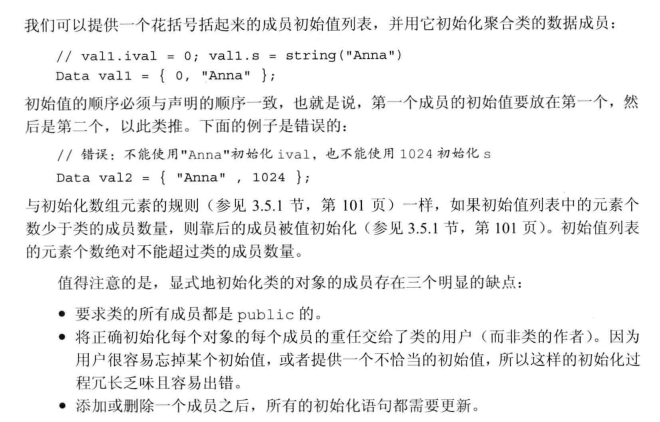 我们可以提供一个花括号括起来的成员初始值列表，并用它初始化聚合类的数据成员：
// val1.ival = 0; val1.s = string("Anna")
Data val1 = { 0, "Anna" };
初始值的顺序必须与声明的顺序一致，也就是说，第一个成员的初始值要放在第一个，然
后是第二个，以此类推。下面的例子是错误的：
// 错误：不能使用"Anna"初始化 ival，也不能使用 1024 初始化 s
Data val2 = { "Anna" , 1024 };
与初始化数组元素的规则（参见 3.5.1 节，第 101 页）一样，如果初始值列表中的元素个
数少于类的成员数量，则靠后的成员被值初始化（参见 3.5.1 节，第 101 页）。初始值列表
的元素个数绝对不能超过类的成员数量。
值得注意的是，显式地初始化类的对象的成员存在三个明显的缺点：
● 要求类的所有成员都是 public 的。
● 将正确初始化每个对象的每个成员的重任交给了类的用户（而非类的作者）。因为
用户很容易忘掉某个初始值，或者提供一个不恰当的初始值，所以这样的初始化过
程冗长乏味且容易出错。
● 添加或删除一个成员之后，所有的初始化语句都需要更新。